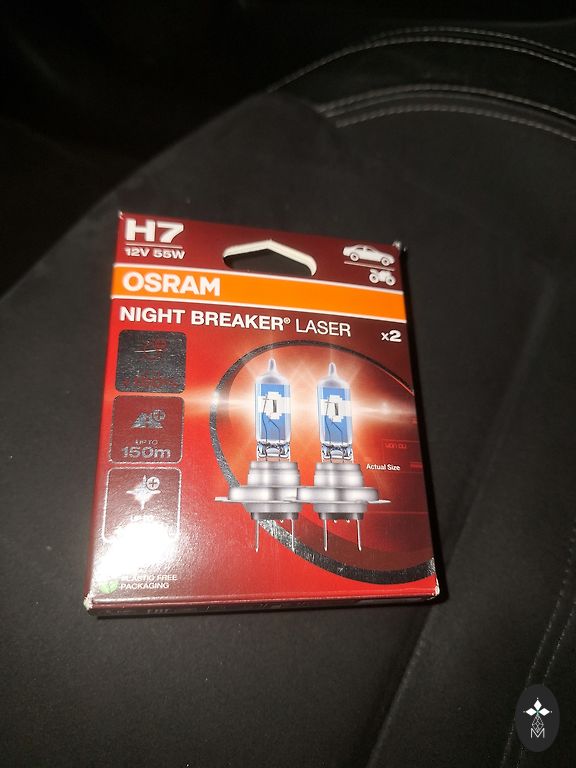 H7
12V 55W
OSRAM
NIGHT BREAKER® LASER
x2
UP TO
150m
Actual Size
PLASTIC FREE
PACKAGING
M